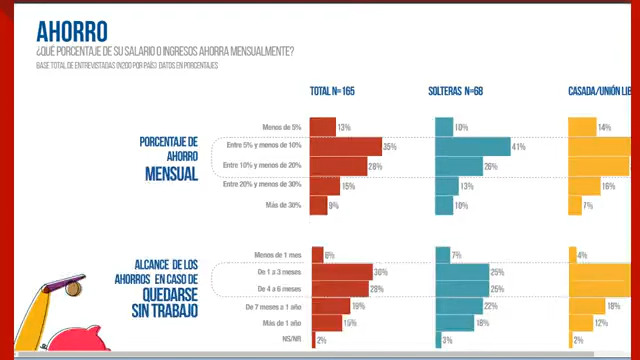 AHORRO
¿QUÉ PORCENTAJE DE SU SALARIO O INGRESOS AHORRA MENSUALMENTE?
BASE TOTAL DE ENTREVISTADAS (N200 POR PAÍS). DATOS EN PORCENTAJES
TOTAL N=165 SOLTERAS N=68 CASADA/UNIÓN LIB
PORCENTAJE DE
AHORRO
MENSUAL
Menos de 5% 13% 10% 14%
Entre 5% y menos de 10% 35% 41%
Entre 10% y menos de 20% 28% 26%
Entre 20% y menos de 30% 15% 13% 16%
Más de 30% 9% 10% 7%
ALCANCE DE LOS
AHORROS EN CASO DE
QUEDARSE
SIN TRABAJO
Menos de 1 mes 6% 7% 4%
De 1 a 3 meses 30% 25%
De 4 a 6 meses 28% 25%
De 7 meses a 1 año 19% 22% 18%
Más de 1 año 15% 18% 12%
NS/NR 2% 3% 2%